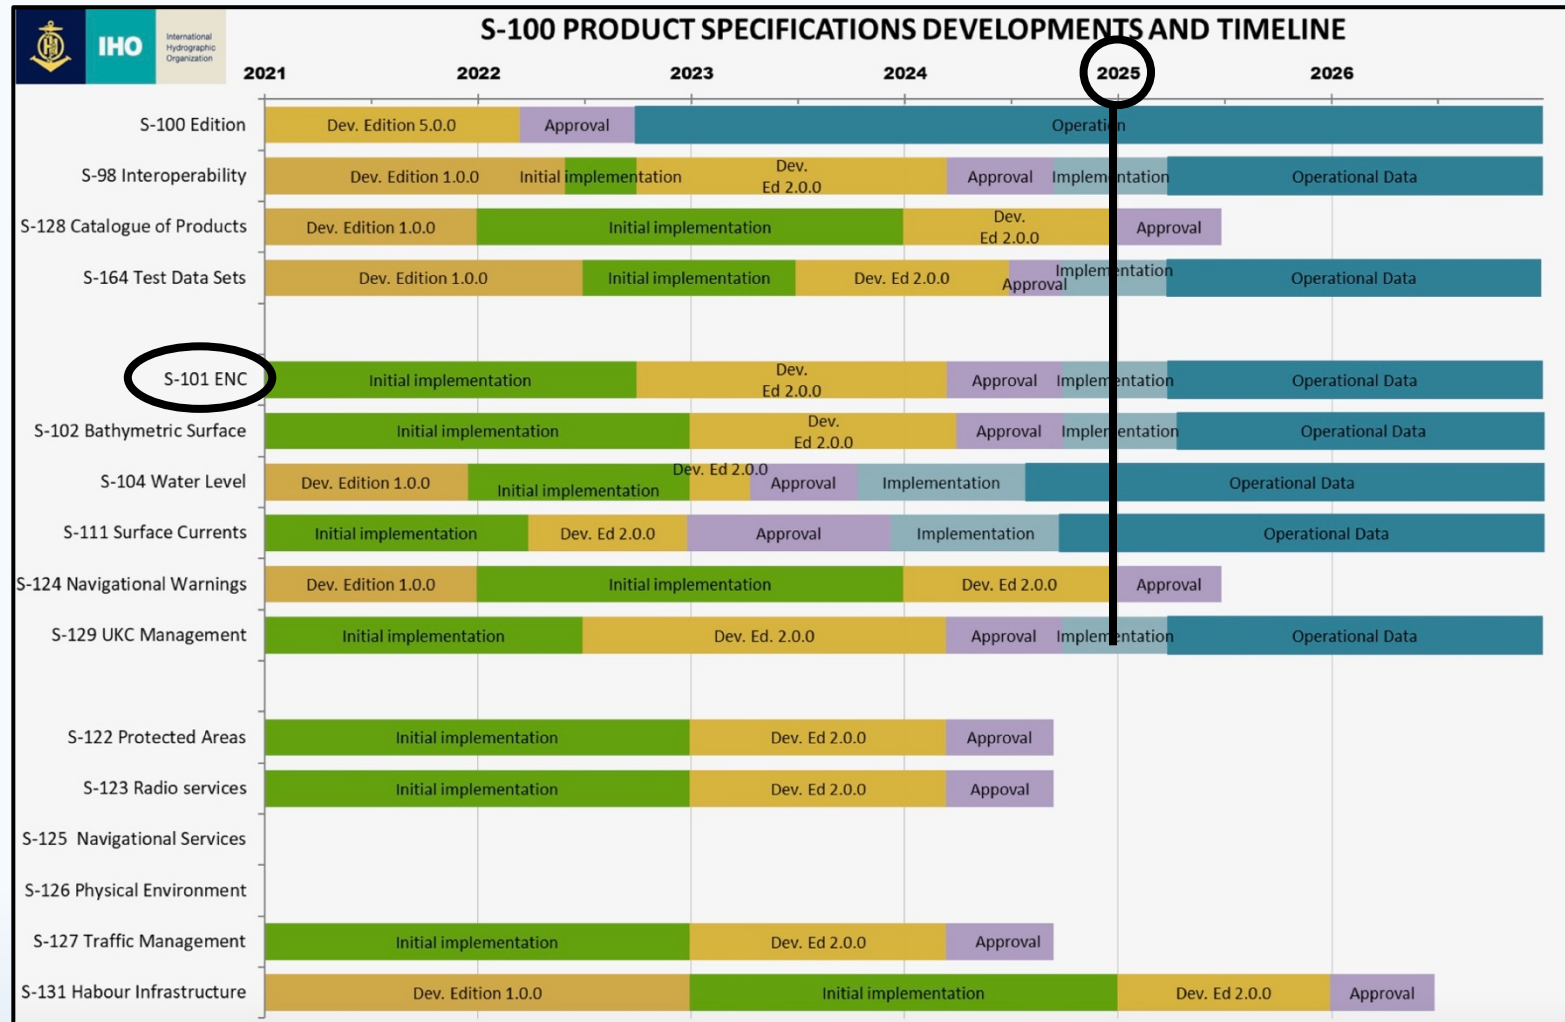 IHO
International
Hydrographic
Organization
S-100 PRODUCT SPECIFICATIONS DEVELOPMENTS AND TIMELINE
2021 2022 2023 2024 2025 2026
S-100 Edition Dev. Edition 5.0.0 Approval Operation
S-98 Interoperability Dev. Edition 1.0.0 Initial implementation Dev. Ed 2.0.0 Approval Implementation Operational Data
S-128 Catalogue of Products Dev. Edition 1.0.0 Initial implementation Dev. Ed 2.0.0 Approval
S-164 Test Data Sets Dev. Edition 1.0.0 Initial implementation Dev. Ed 2.0.0 Approval Implementation Operational Data
S-101 ENC Initial implementation Dev. Ed 2.0.0 Approval Implementation Operational Data
S-102 Bathymetric Surface Initial implementation Dev. Ed 2.0.0 Approval Implementation Operational Data
S-104 Water Level Dev. Edition 1.0.0 Initial implementation Dev. Ed 2.0.0 Approval Implementation Operational Data
S-111 Surface Currents Initial implementation Dev. Ed 2.0.0 Approval Implementation Operational Data
S-124 Navigational Warnings Dev. Edition 1.0.0 Initial implementation Dev. Ed 2.0.0 Approval
S-129 UKC Management Initial implementation Dev. Ed. 2.0.0 Approval Implementation Operational Data
S-122 Protected Areas Initial implementation Dev. Ed 2.0.0 Approval
S-123 Radio services Initial implementation Dev. Ed 2.0.0 Appoval
S-125 Navigational Services
S-126 Physical Environment
S-127 Traffic Management Initial implementation Dev. Ed 2.0.0 Approval
S-131 Habour Infrastructure Dev. Edition 1.0.0 Initial implementation Dev. Ed 2.0.0 Approval